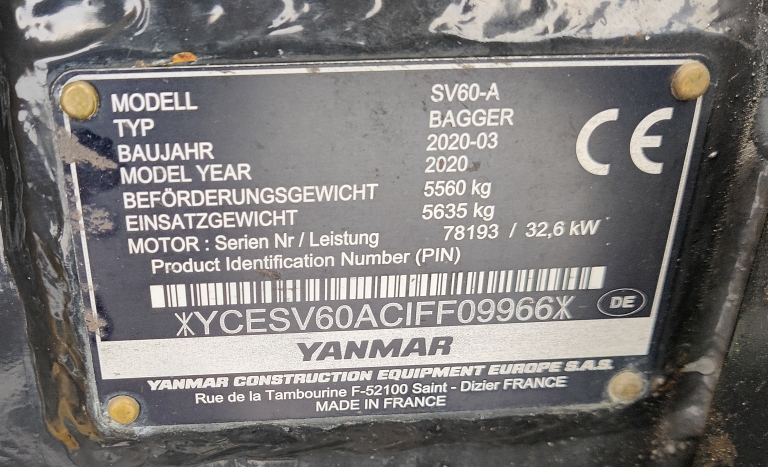 MODELL SV60-A
TYP BAGGER
BAUJAHR 2020-03
MODEL YEAR 2020
BEFÖRDERUNGSGEWICHT 5560 kg
EINSATZGEWICHT 5635 kg
MOTOR : Serien Nr / Leistung 78193 / 32,6 kW
CE
Product Identification Number (PIN)
*YCESV60ACIFF09966*
DE
YANMAR
YANMAR CONSTRUCTION EQUIPMENT EUROPE S.A.S.
Rue de la Tambourine F-52100 Saint - Dizier FRANCE
MADE IN FRANCE